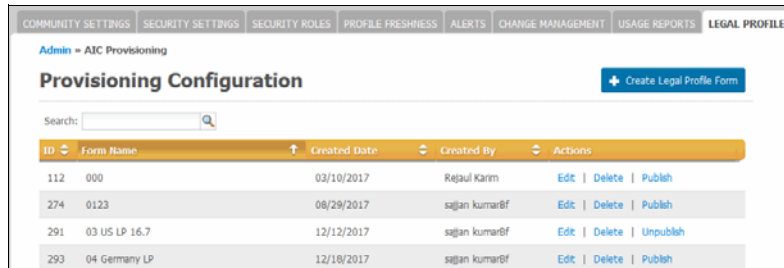 COMMUNITY SETTINGS SECURITY SETTINGS SECURITY ROLES PROFILE FRESHNESS ALERTS CHANGE MANAGEMENT USAGE REPORTS LEGAL PROFILE
Admin » AIC Provisioning
Provisioning Configuration
Create Legal Profile Form
Search:
ID Form Name Created Date Created By Actions
112 000 03/10/2017 Rejaul Karim Edit | Delete | Publish
274 0123 08/29/2017 sajjan kumar8f Edit | Delete | Publish
291 03 US LP 16.7 12/12/2017 sajjan kumar8f Edit | Delete | Unpublish
293 04 Germany LP 12/18/2017 sajjan kumar8f Edit | Delete | Publish